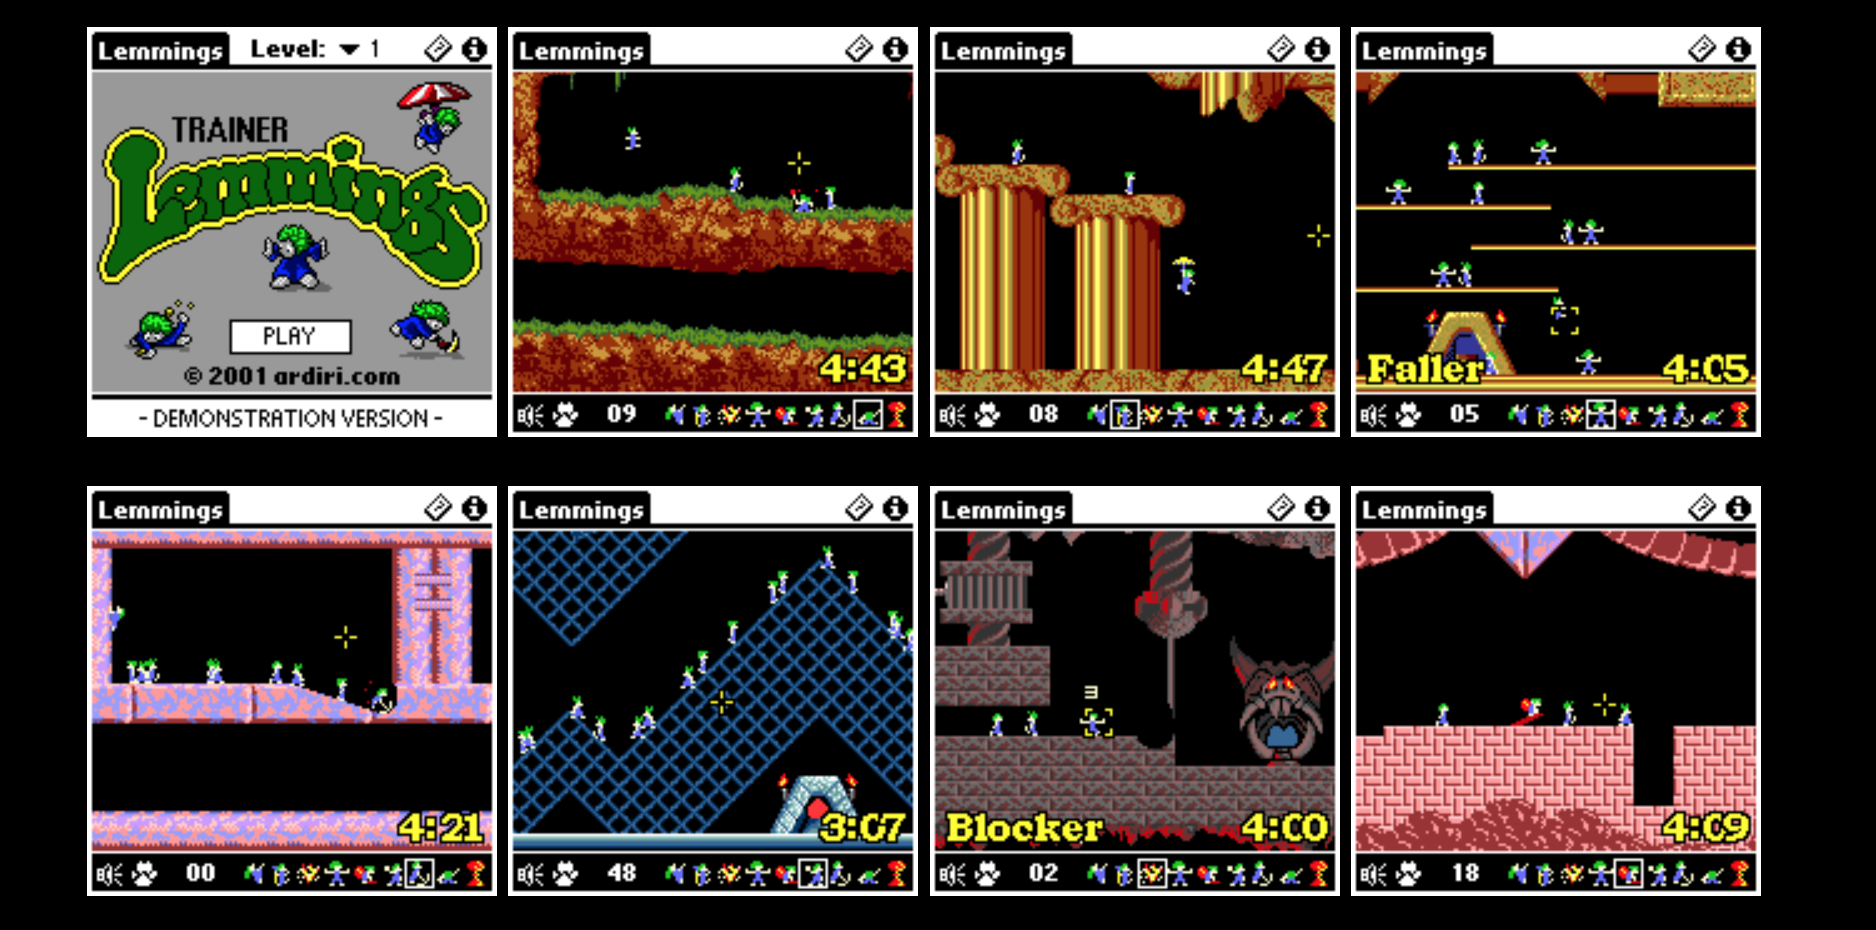 Lemmings Level: 1
TRAINER
Lemmings
PLAY
© 2001 ardiri.com
- DEMONSTRATION VERSION -
Lemmings
4:43
09
Lemmings
4:47
08
Lemmings
Faller 4:05
05
Lemmings
4:21
00
Lemmings
3:07
48
Lemmings
3
Blocker 4:00
02
Lemmings
4:09
18